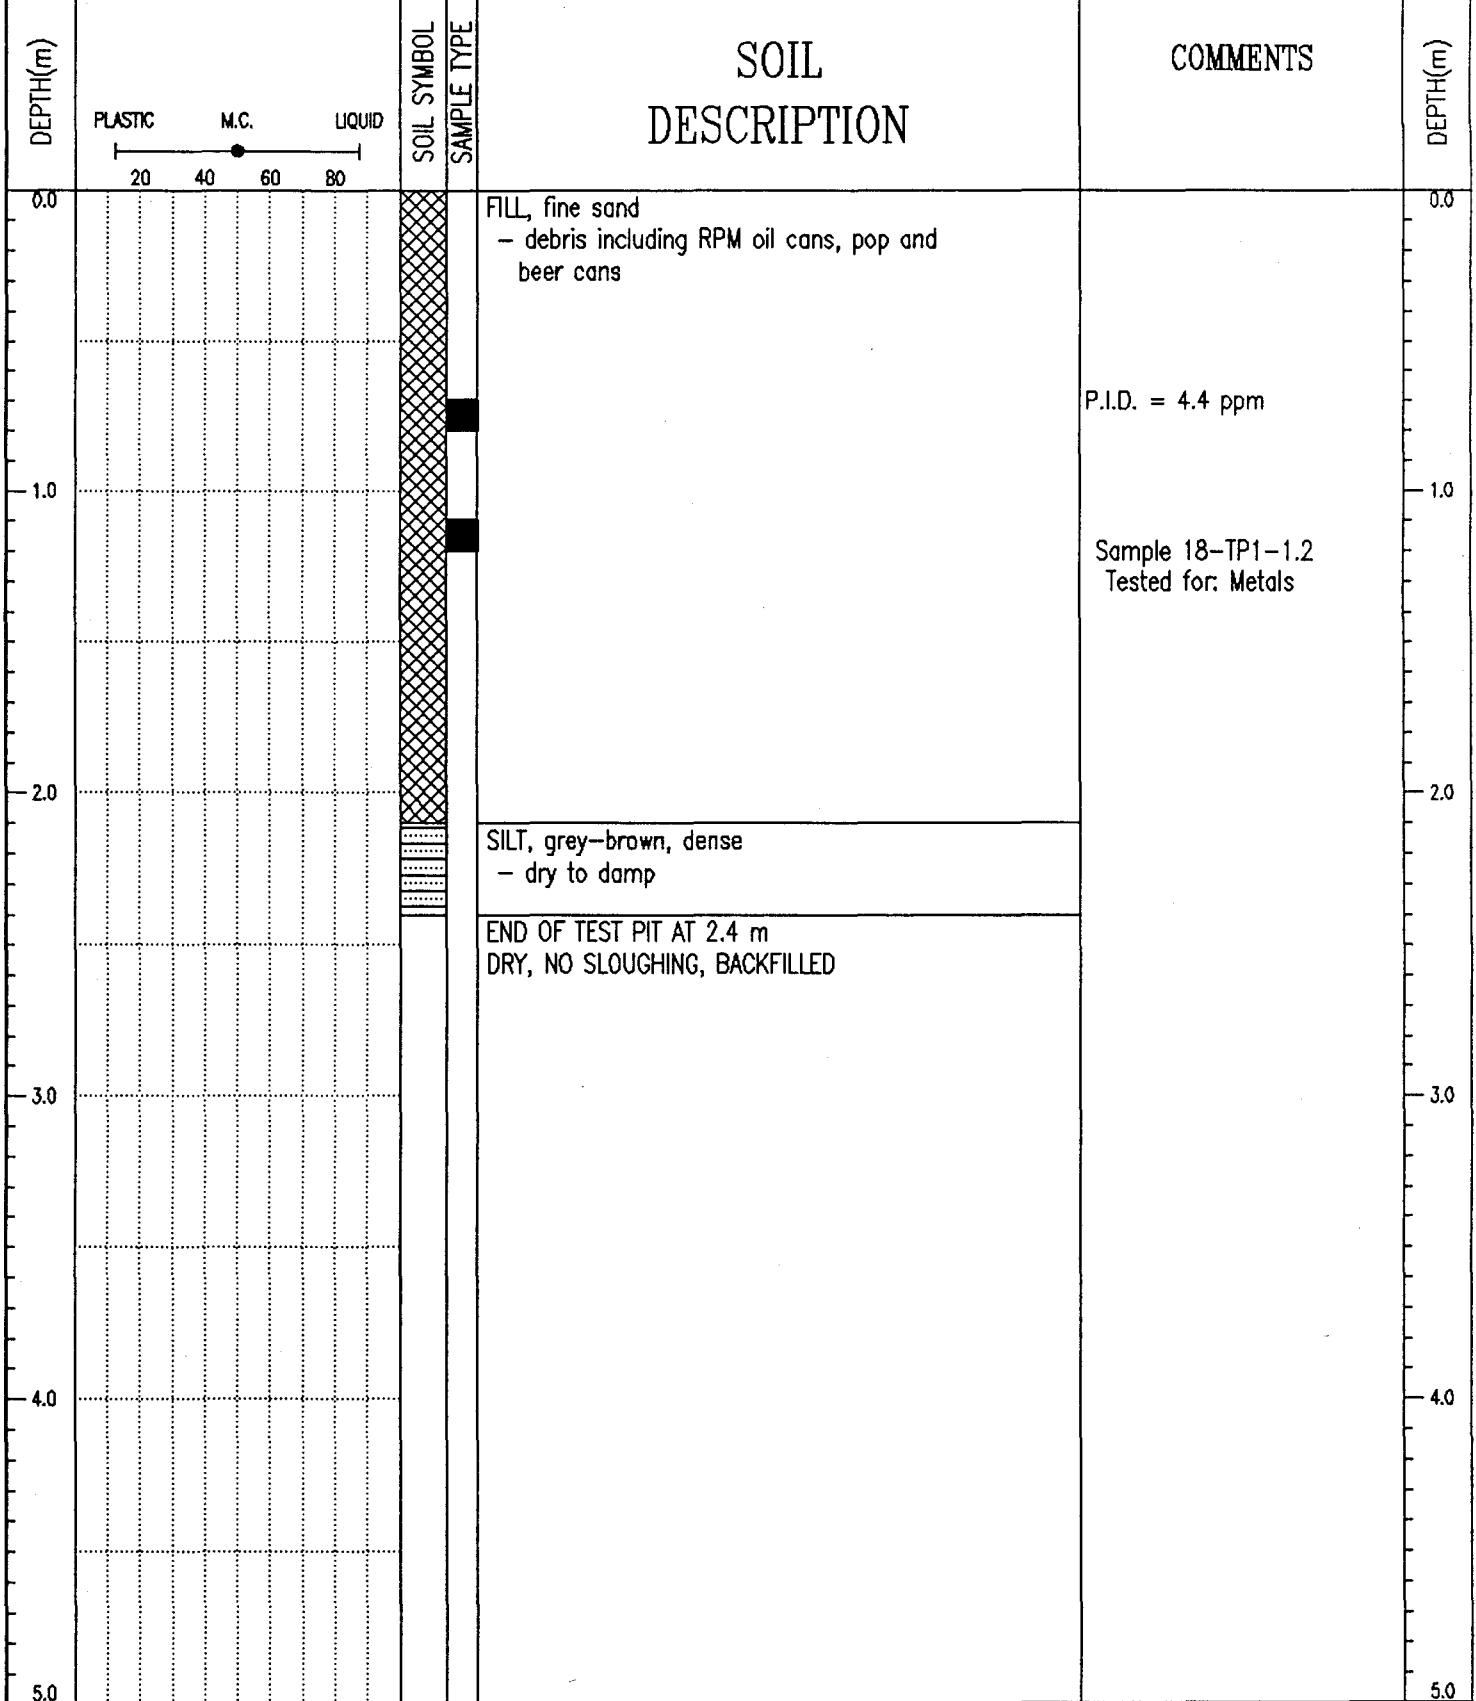 DEPTH(m)
PLASTIC M.C. LIQUID
20 40 60 80
SOIL SYMBOL
SAMPLE TYPE
SOIL
DESCRIPTION
COMMENTS
DEPTH(m)
0.0
FILL, fine sand
– debris including RPM oil cans, pop and
beer cans
0.0
P.I.D. = 4.4 ppm
1.0
1.0
Sample 18-TP1-1.2
Tested for: Metals
2.0
2.0
SILT, grey-brown, dense
– dry to damp
END OF TEST PIT AT 2.4 m
DRY, NO SLOUGHING, BACKFILLED
3.0
3.0
4.0
4.0
5.0
5.0